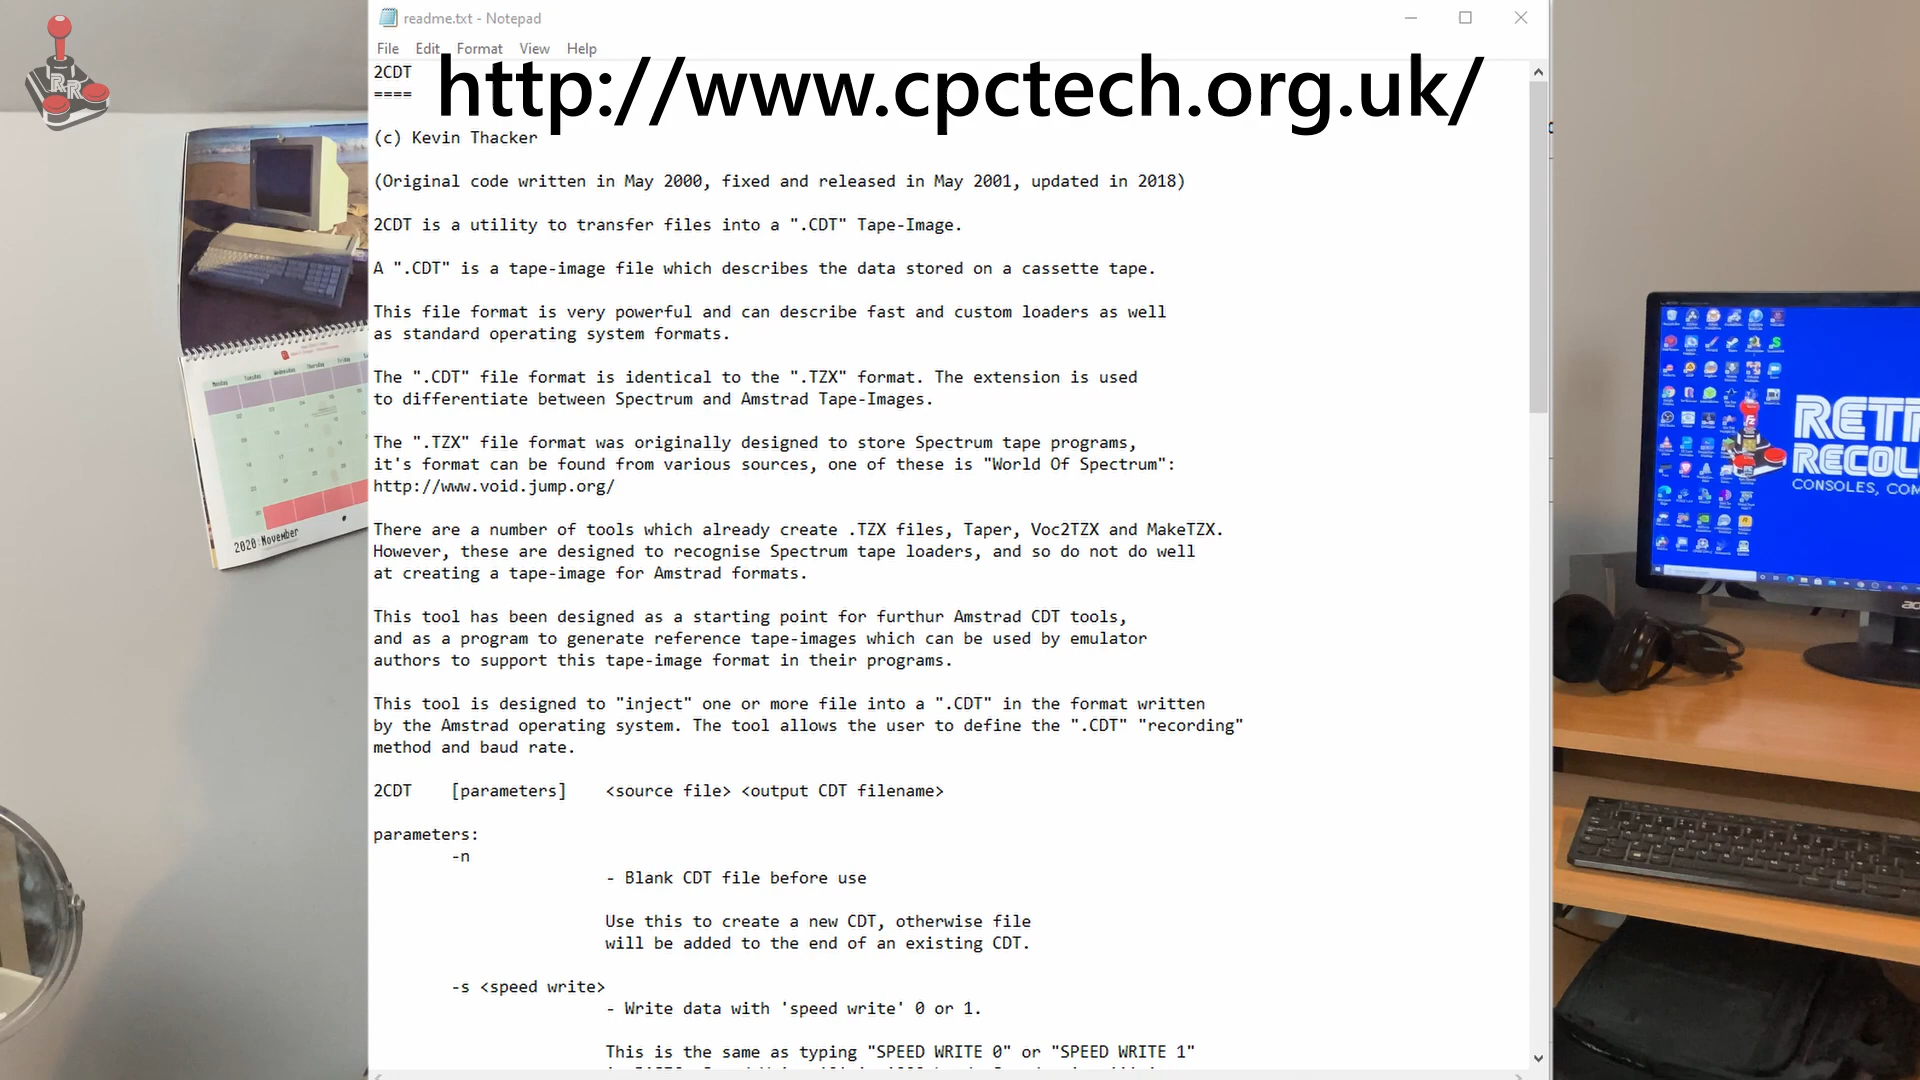 readme.txt - Notepad
File Edit Format View Help
http://www.cpctech.org.uk/
2CDT
====
(c) Kevin Thacker
(Original code written in May 2000, fixed and released in May 2001, updated in 2018)
2CDT is a utility to transfer files into a ".CDT" Tape-Image.
A ".CDT" is a tape-image file which describes the data stored on a cassette tape.
This file format is very powerful and can describe fast and custom loaders as well
as standard operating system formats.
The ".CDT" file format is identical to the ".TZX" format. The extension is used
to differentiate between Spectrum and Amstrad Tape-Images.
The ".TZX" file format was originally designed to store Spectrum tape programs,
it's format can be found from various sources, one of these is "World Of Spectrum":
http://www.void.jump.org/
There are a number of tools which already create .TZX files, Taper, Voc2TZX and MakeTZX.
However, these are designed to recognise Spectrum tape loaders, and so do not do well
at creating a tape-image for Amstrad formats.
This tool has been designed as a starting point for furthur Amstrad CDT tools,
and as a program to generate reference tape-images which can be used by emulator
authors to support this tape-image format in their programs.
This tool is designed to "inject" one or more file into a ".CDT" in the format written
by the Amstrad operating system. The tool allows the user to define the ".CDT" "recording"
method and baud rate.
2CDT [parameters] <source file> <output CDT filename>
parameters:
-n
- Blank CDT file before use
Use this to create a new CDT, otherwise file
will be added to the end of an existing CDT.
-s <speed write>
- Write data with 'speed write' 0 or 1.
This is the same as typing "SPEED WRITE 0" or "SPEED WRITE 1"
RR
2020 November
RETR
RECOL
CONSOLES, COM